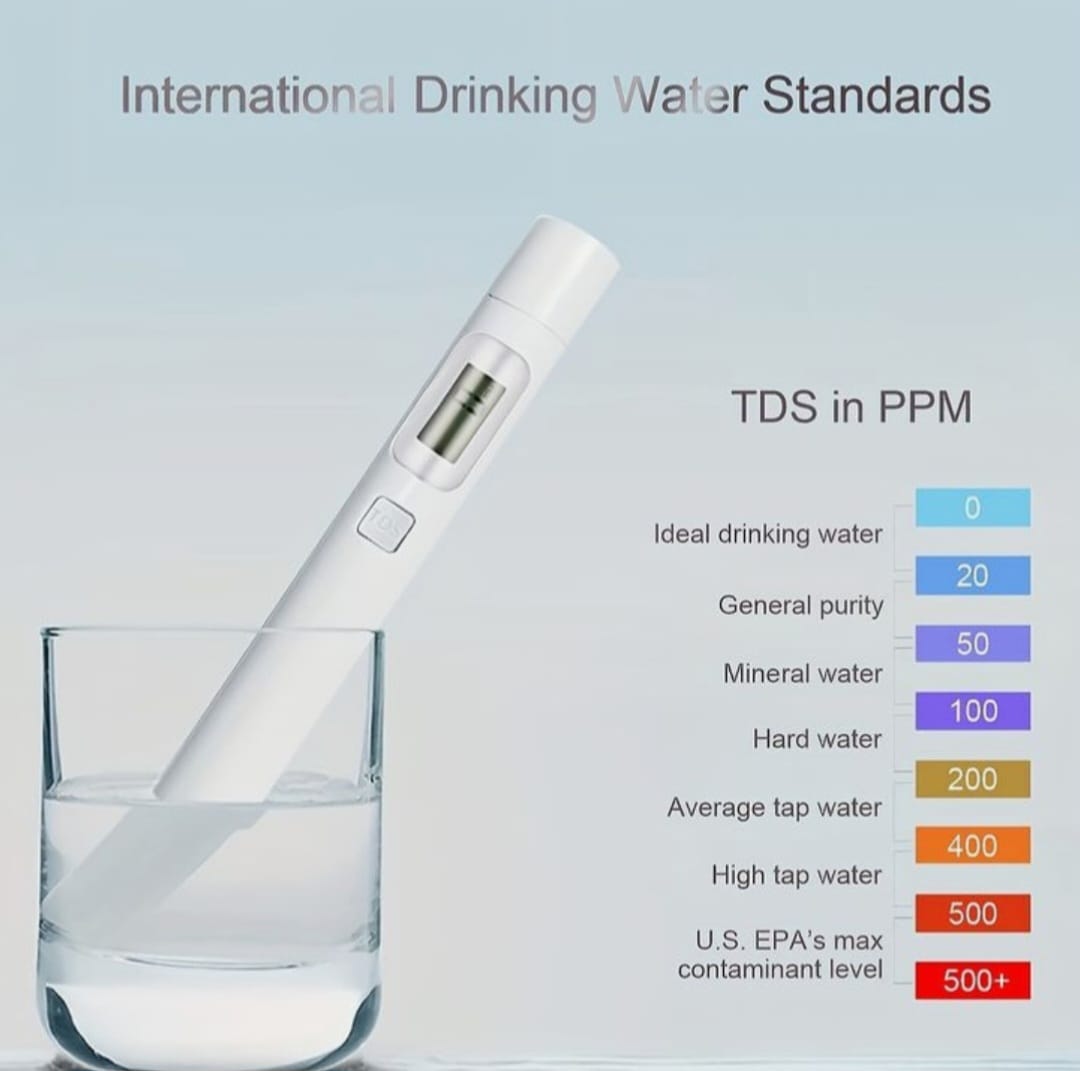 International Drinking Water Standards
TDS in PPM
0
Ideal drinking water
20
General purity
50
Mineral water
100
Hard water
200
Average tap water
400
High tap water
500
U.S. EPA's max
contaminant level
500+
TDS